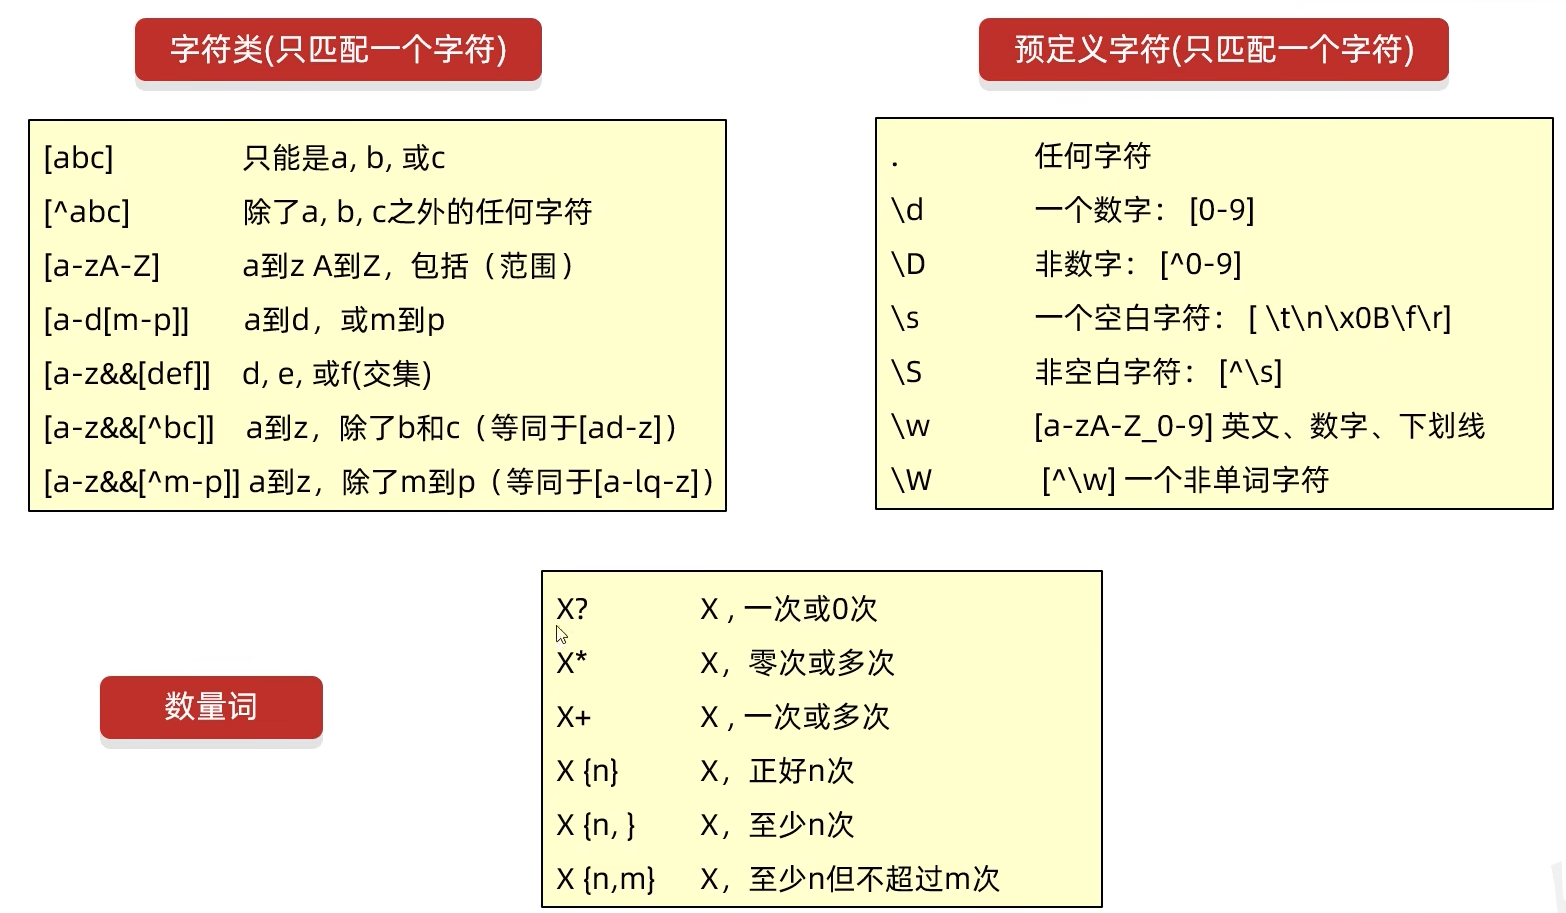 字符类(只匹配一个字符)
[abc] 只能是a, b, 或c
[^abc] 除了a, b, c之外的任何字符
[a-zA-Z] a到z A到Z，包括（范围）
[a-d[m-p]] a到d，或m到p
[a-z&&[def]] d, e, 或f(交集)
[a-z&&[^bc]] a到z，除了b和c（等同于[ad-z]）
[a-z&&[^m-p]] a到z，除了m到p（等同于[a-lq-z]）
预定义字符(只匹配一个字符)
. 任何字符
\d 一个数字： [0-9]
\D 非数字： [^0-9]
\s 一个空白字符： [ \t\n\x0B\f\r]
\S 非空白字符： [^\s]
\w [a-zA-Z_0-9] 英文、数字、下划线
\W [^\w] 一个非单词字符
数量词
X? X , 一次或0次
X* X，零次或多次
X+ X , 一次或多次
X {n} X，正好n次
X {n, } X，至少n次
X {n,m} X，至少n但不超过m次